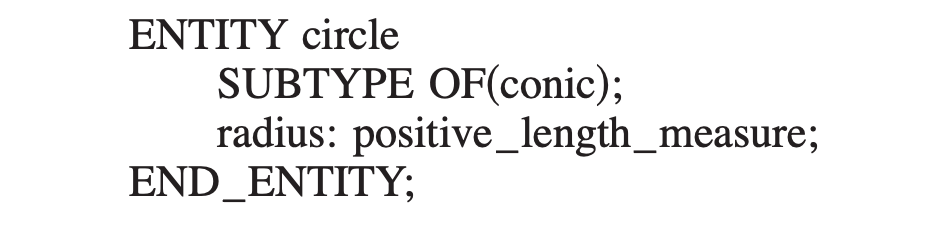 ENTITY circle
SUBTYPE OF(conic);
radius: positive_length_measure;
END_ENTITY;